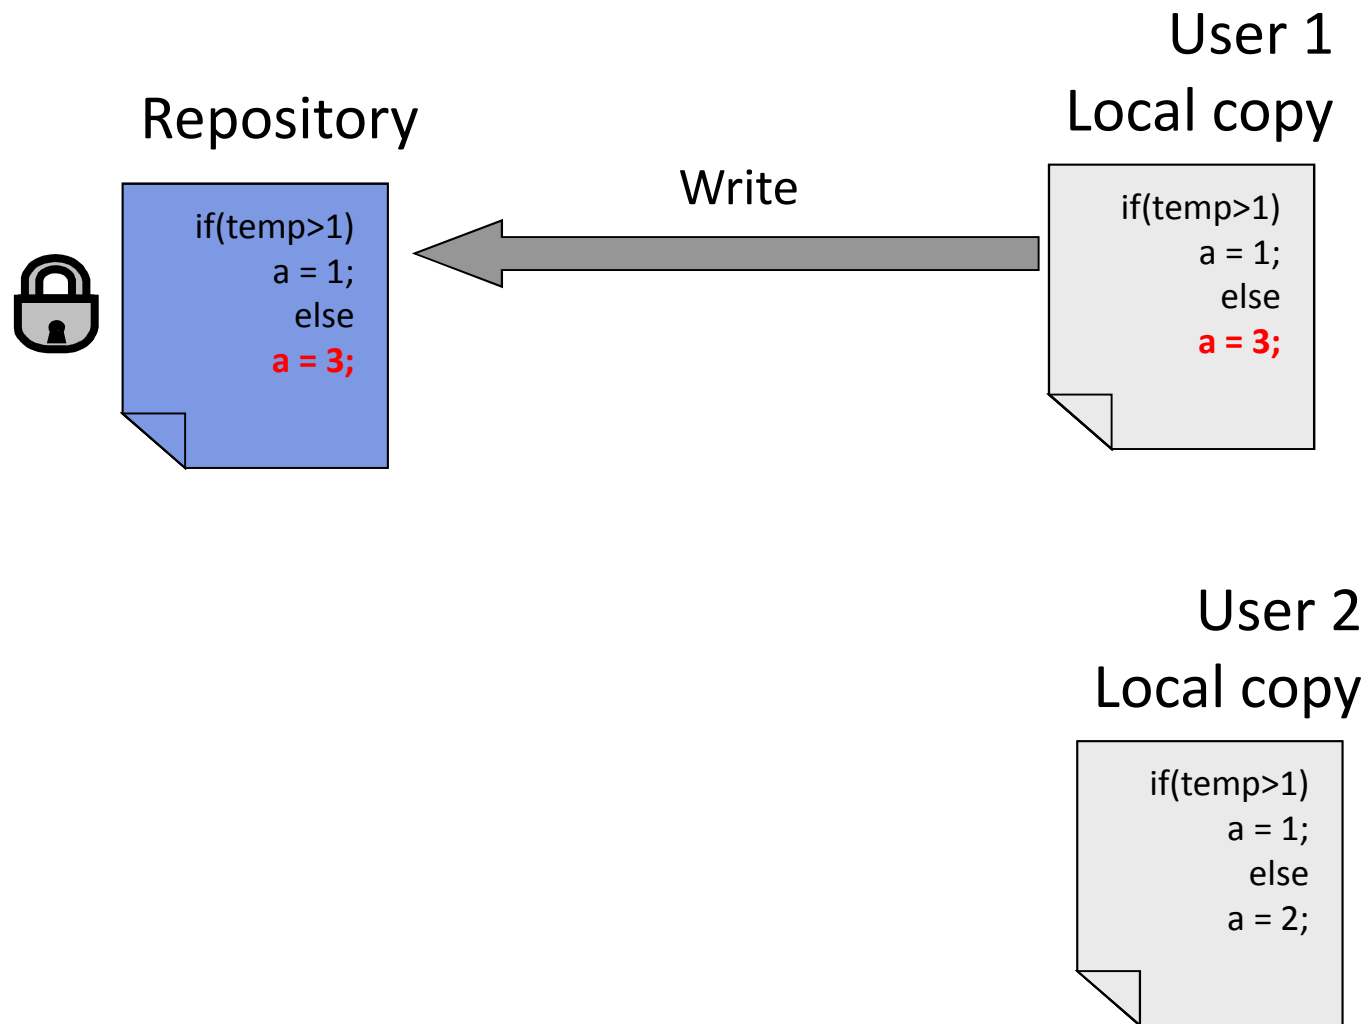 Repository
if(temp>1)
a = 1;
else
a = 3;
Write
User 1
Local copy
if(temp>1)
a = 1;
else
a = 3;
User 2
Local copy
if(temp>1)
a = 1;
else
a = 2;